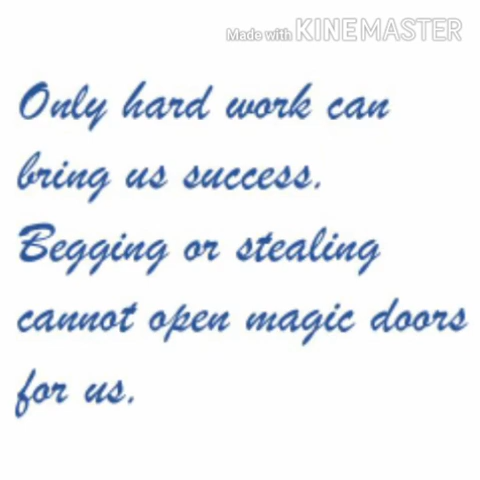 Made with KINEMASTER
Only hard work can
bring us success.
Begging or stealing
cannot open magic doors
for us.